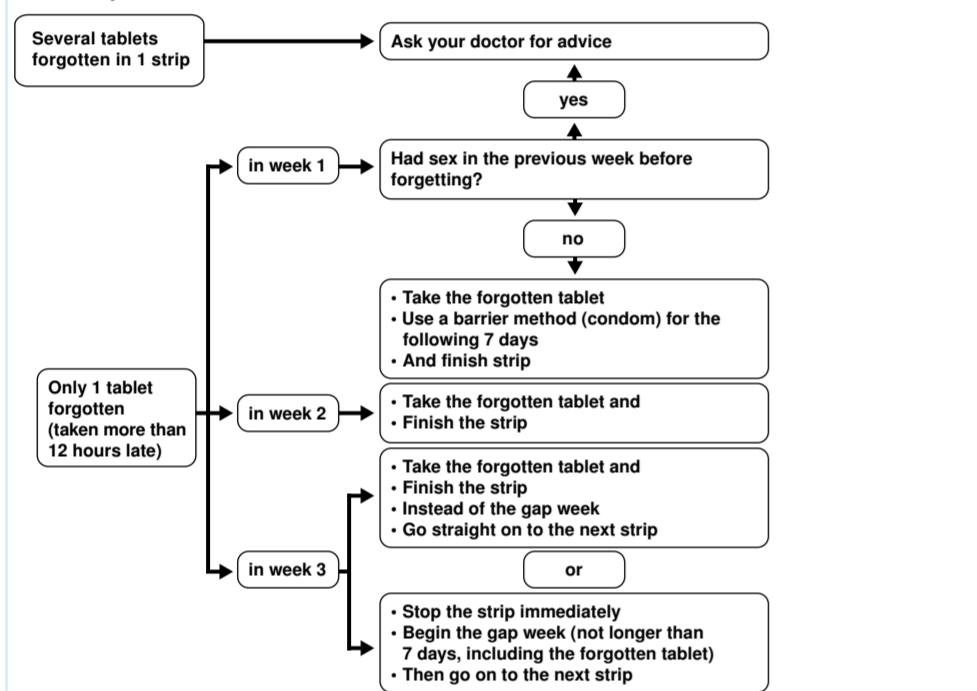 Several tablets
forgotten in 1 strip
Ask your doctor for advice
yes
in week 1
Had sex in the previous week before
forgetting?
no
• Take the forgotten tablet
• Use a barrier method (condom) for the
following 7 days
• And finish strip
Only 1 tablet
forgotten
(taken more than
12 hours late)
in week 2
• Take the forgotten tablet and
• Finish the strip
• Take the forgotten tablet and
• Finish the strip
• Instead of the gap week
• Go straight on to the next strip
in week 3
or
• Stop the strip immediately
• Begin the gap week (not longer than
7 days, including the forgotten tablet)
• Then go on to the next strip